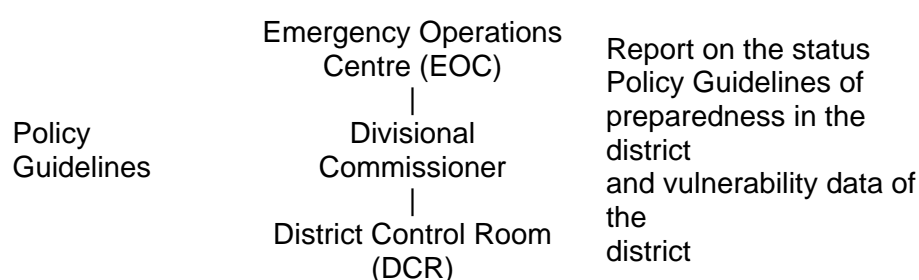 Policy
Guidelines
Emergency Operations
Centre (EOC)
|
Divisional
Commissioner
|
District Control Room
(DCR)
Report on the status
Policy Guidelines of
preparedness in the
district
and vulnerability data of
the
district